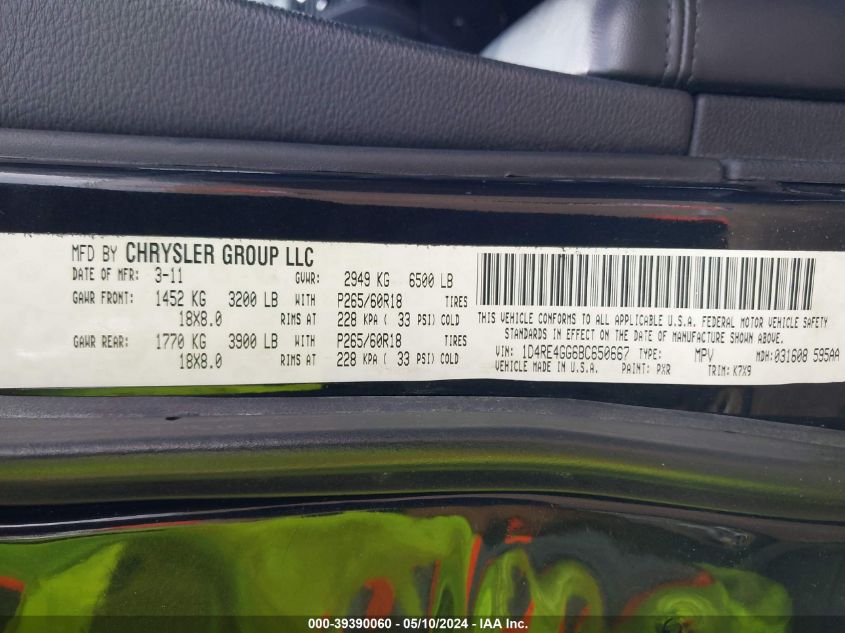 MFD BY CHRYSLER GROUP LLC
DATE OF MFR: 3-11 GVWR: 2949 KG 6500 LB
GAWR FRONT: 1452 KG 3200 LB WITH P265/60R18 TIRES
18X8.0 RIMS AT 228 KPA ( 33 PSI) COLD
GAWR REAR: 1770 KG 3900 LB WITH P265/60R18 TIRES
18X8.0 RIMS AT 228 KPA ( 33 PSI) COLD
THIS VEHICLE CONFORMS TO ALL APPLICABLE U.S.A. FEDERAL MOTOR VEHICLE SAFETY
STANDARDS IN EFFECT ON THE DATE OF MANUFACTURE SHOWN ABOVE.
VIN: 1D4RE4GG6BC650667 TYPE: MPV MDH: 031608 595AA
VEHICLE MADE IN U.S.A. PAINT: PXR TRIM: K7X9
000-39390060 - 05/10/2024 - IAA Inc.